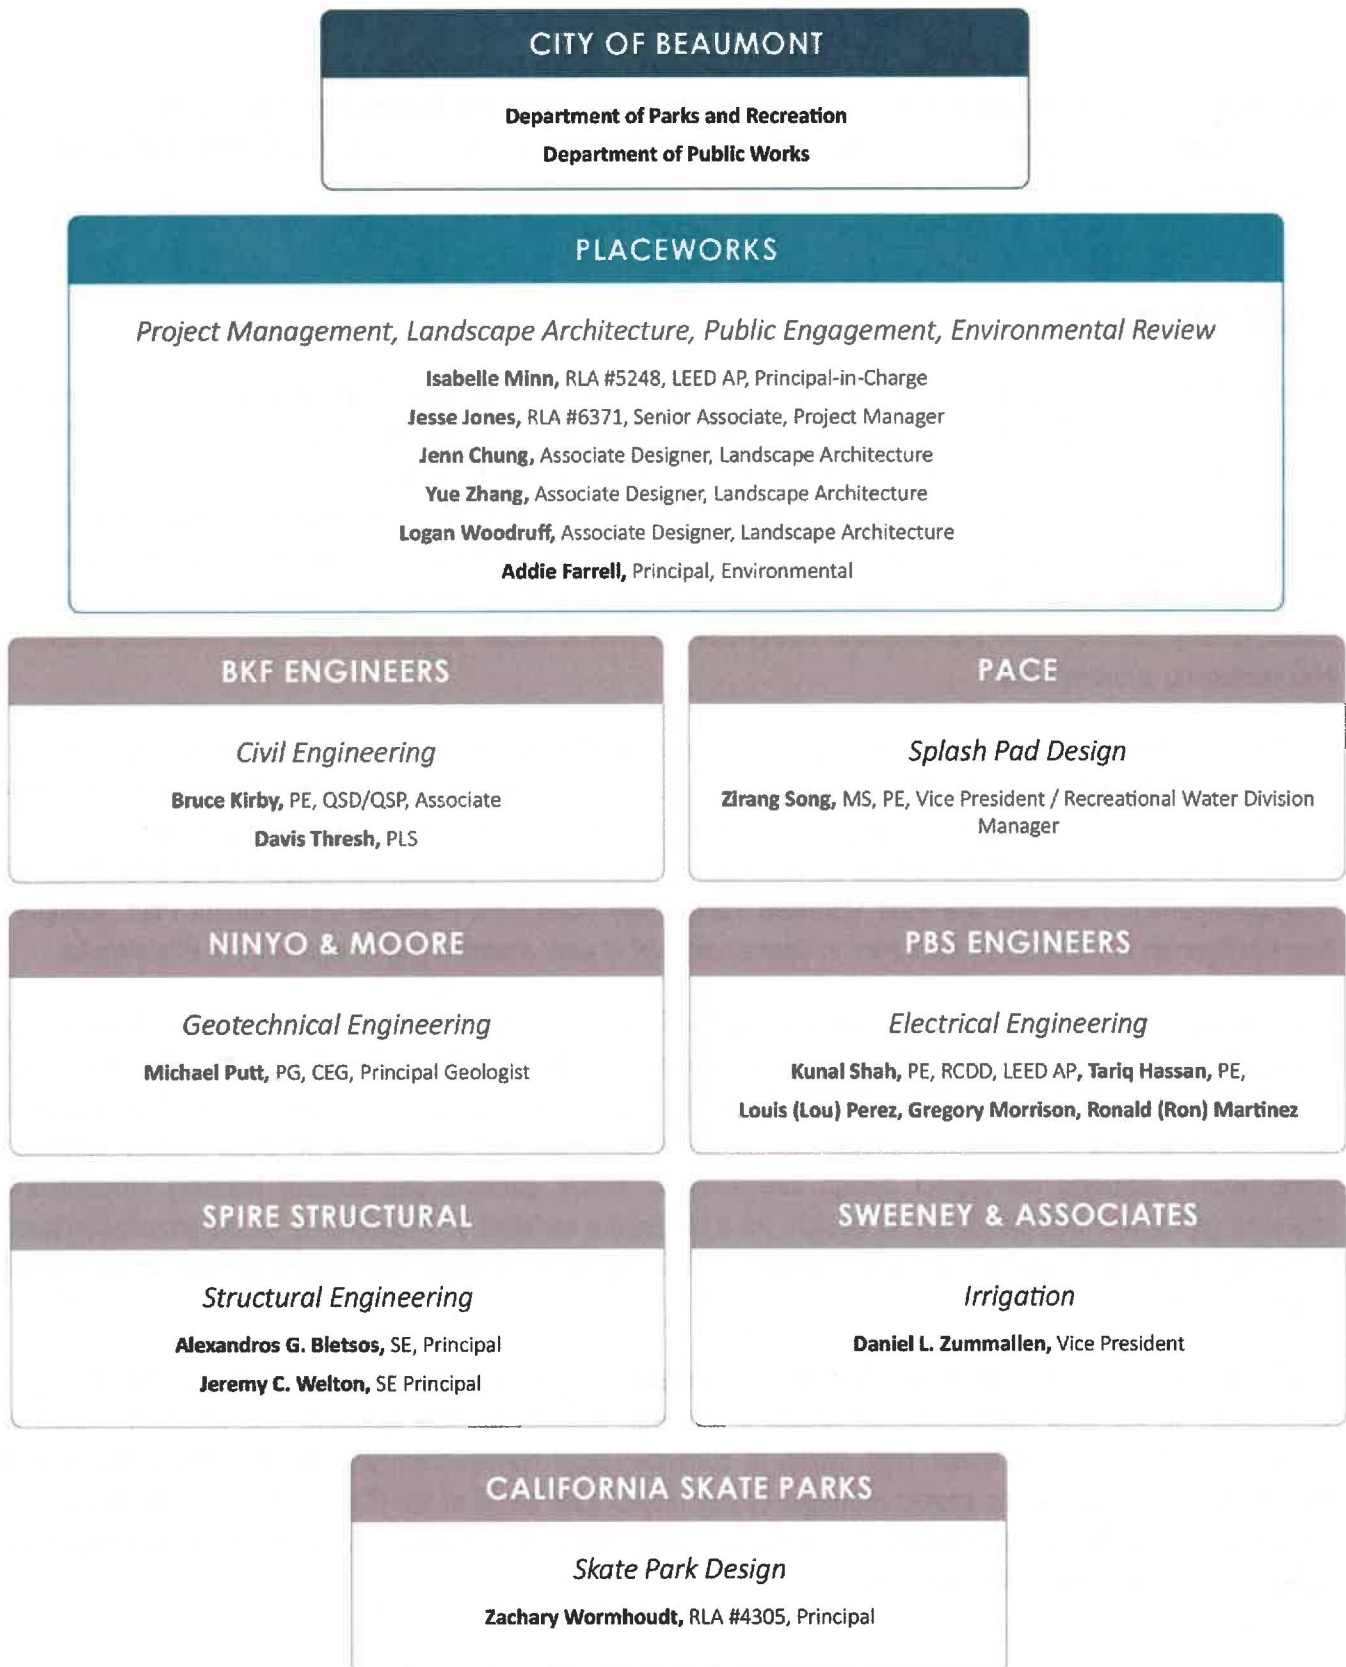 CITY OF BEAUMONT
Department of Parks and Recreation
Department of Public Works
PLACEWORKS
Project Management, Landscape Architecture, Public Engagement, Environmental Review
Isabelle Minn, RLA #5248, LEED AP, Principal-in-Charge
Jesse Jones, RLA #6371, Senior Associate, Project Manager
Jenn Chung, Associate Designer, Landscape Architecture
Yue Zhang, Associate Designer, Landscape Architecture
Logan Woodruff, Associate Designer, Landscape Architecture
Addie Farrell, Principal, Environmental
BKF ENGINEERS
Civil Engineering
Bruce Kirby, PE, QSD/QSP, Associate
Davis Thresh, PLS
PACE
Splash Pad Design
Zirang Song, MS, PE, Vice President / Recreational Water Division
Manager
NINYO & MOORE
Geotechnical Engineering
Michael Putt, PG, CEG, Principal Geologist
PBS ENGINEERS
Electrical Engineering
Kunal Shah, PE, RCDD, LEED AP, Tariq Hassan, PE,
Louis (Lou) Perez, Gregory Morrison, Ronald (Ron) Martinez
SPIRE STRUCTURAL
Structural Engineering
Alexandros G. Bletsos, SE, Principal
Jeremy C. Welton, SE Principal
SWEENEY & ASSOCIATES
Irrigation
Daniel L. Zummallen, Vice President
CALIFORNIA SKATE PARKS
Skate Park Design
Zachary Wormhoudt, RLA #4305, Principal